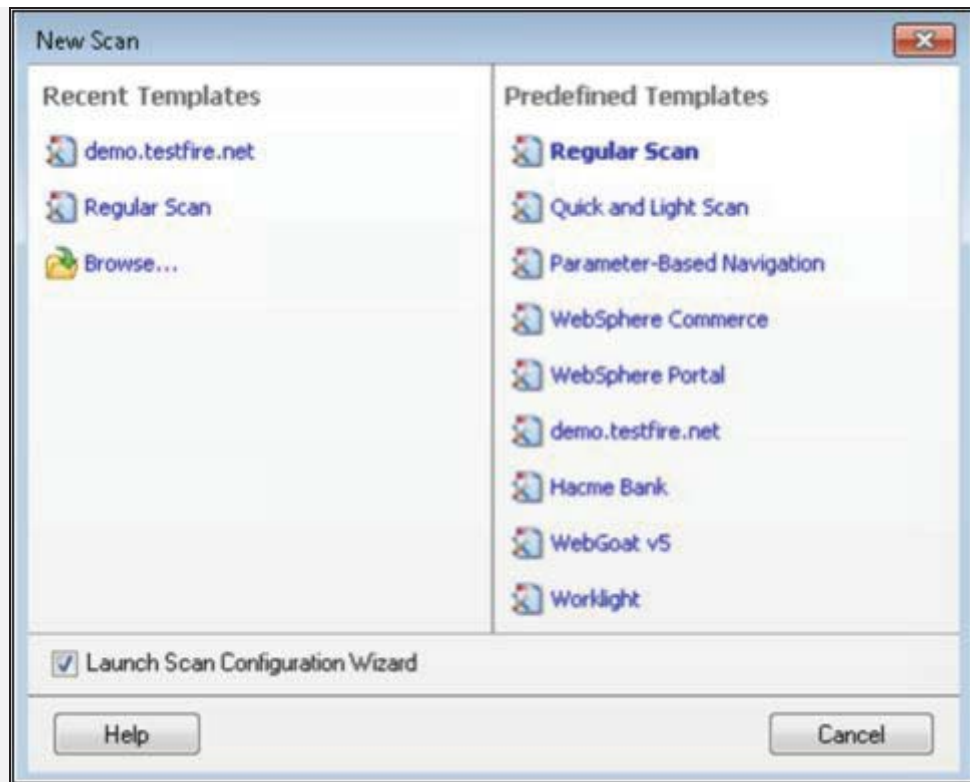 New Scan
Recent Templates
demo.testfire.net
Regular Scan
Browse...
Predefined Templates
Regular Scan
Quick and Light Scan
Parameter-Based Navigation
WebSphere Commerce
WebSphere Portal
demo.testfire.net
Hacme Bank
WebGoat v5
Worklight
Launch Scan Configuration Wizard
Help
Cancel